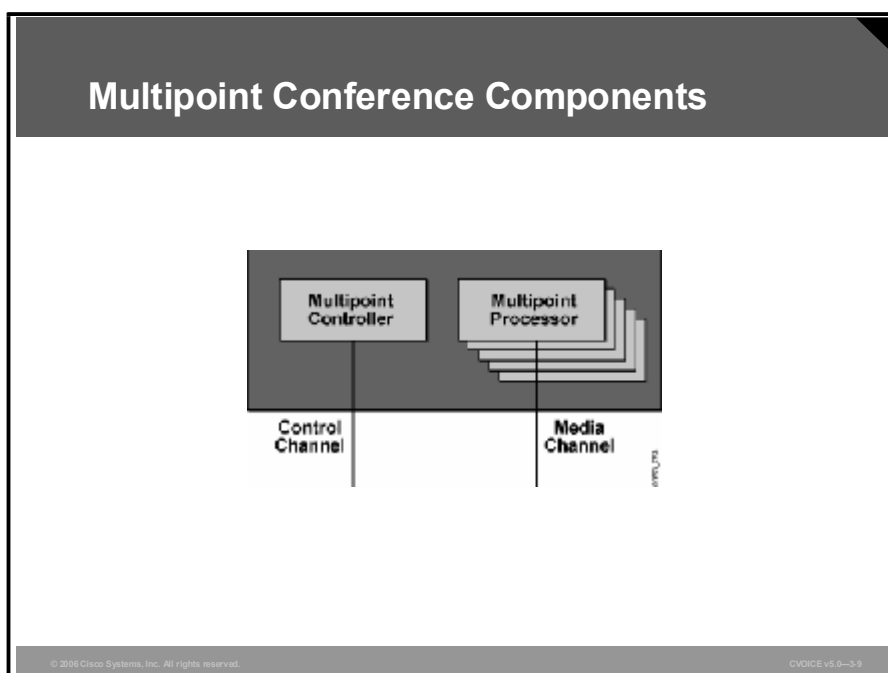 Multipoint Conference Components
Multipoint
Controller
Multipoint
Processor
Control
Channel
Media
Channel
© 2006 Cisco Systems, Inc. All rights reserved.
CVOICE v5.0—3-9